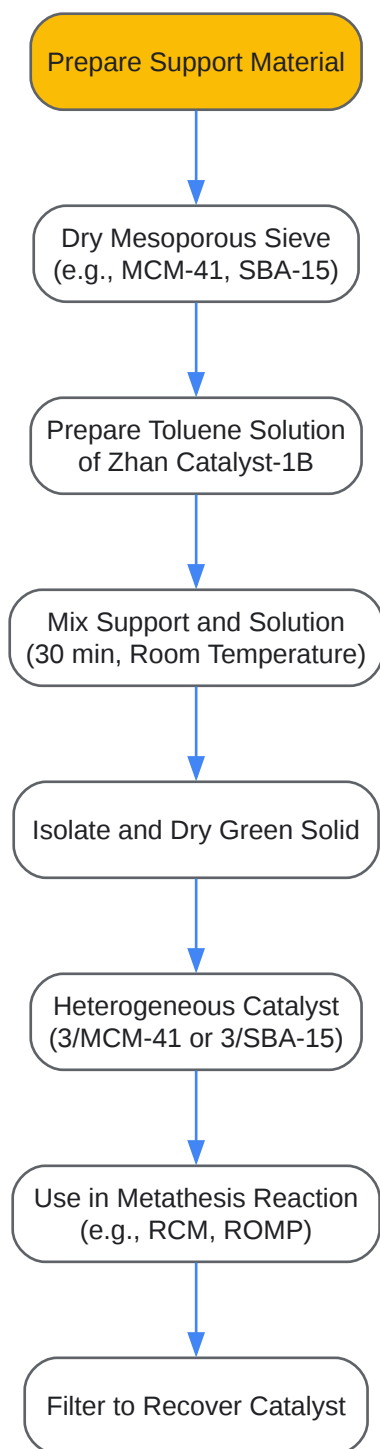 Prepare Support Material
Dry Mesoporous Sieve
(e.g., MCM-41, SBA-15)
Prepare Toluene Solution
of Zhan Catalyst-1B
Mix Support and Solution
(30 min, Room Temperature)
Isolate and Dry Green Solid
Heterogeneous Catalyst
(3/MCM-41 or 3/SBA-15)
Use in Metathesis Reaction
(e.g., RCM, ROMP)
Filter to Recover Catalyst